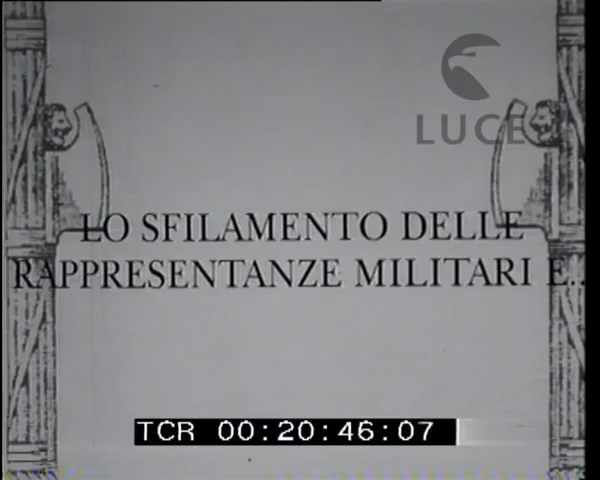 LUCE
LO SFILAMENTO DELLE
RAPPRESENTANZE MILITARI E...
TCR 00:20:46:07